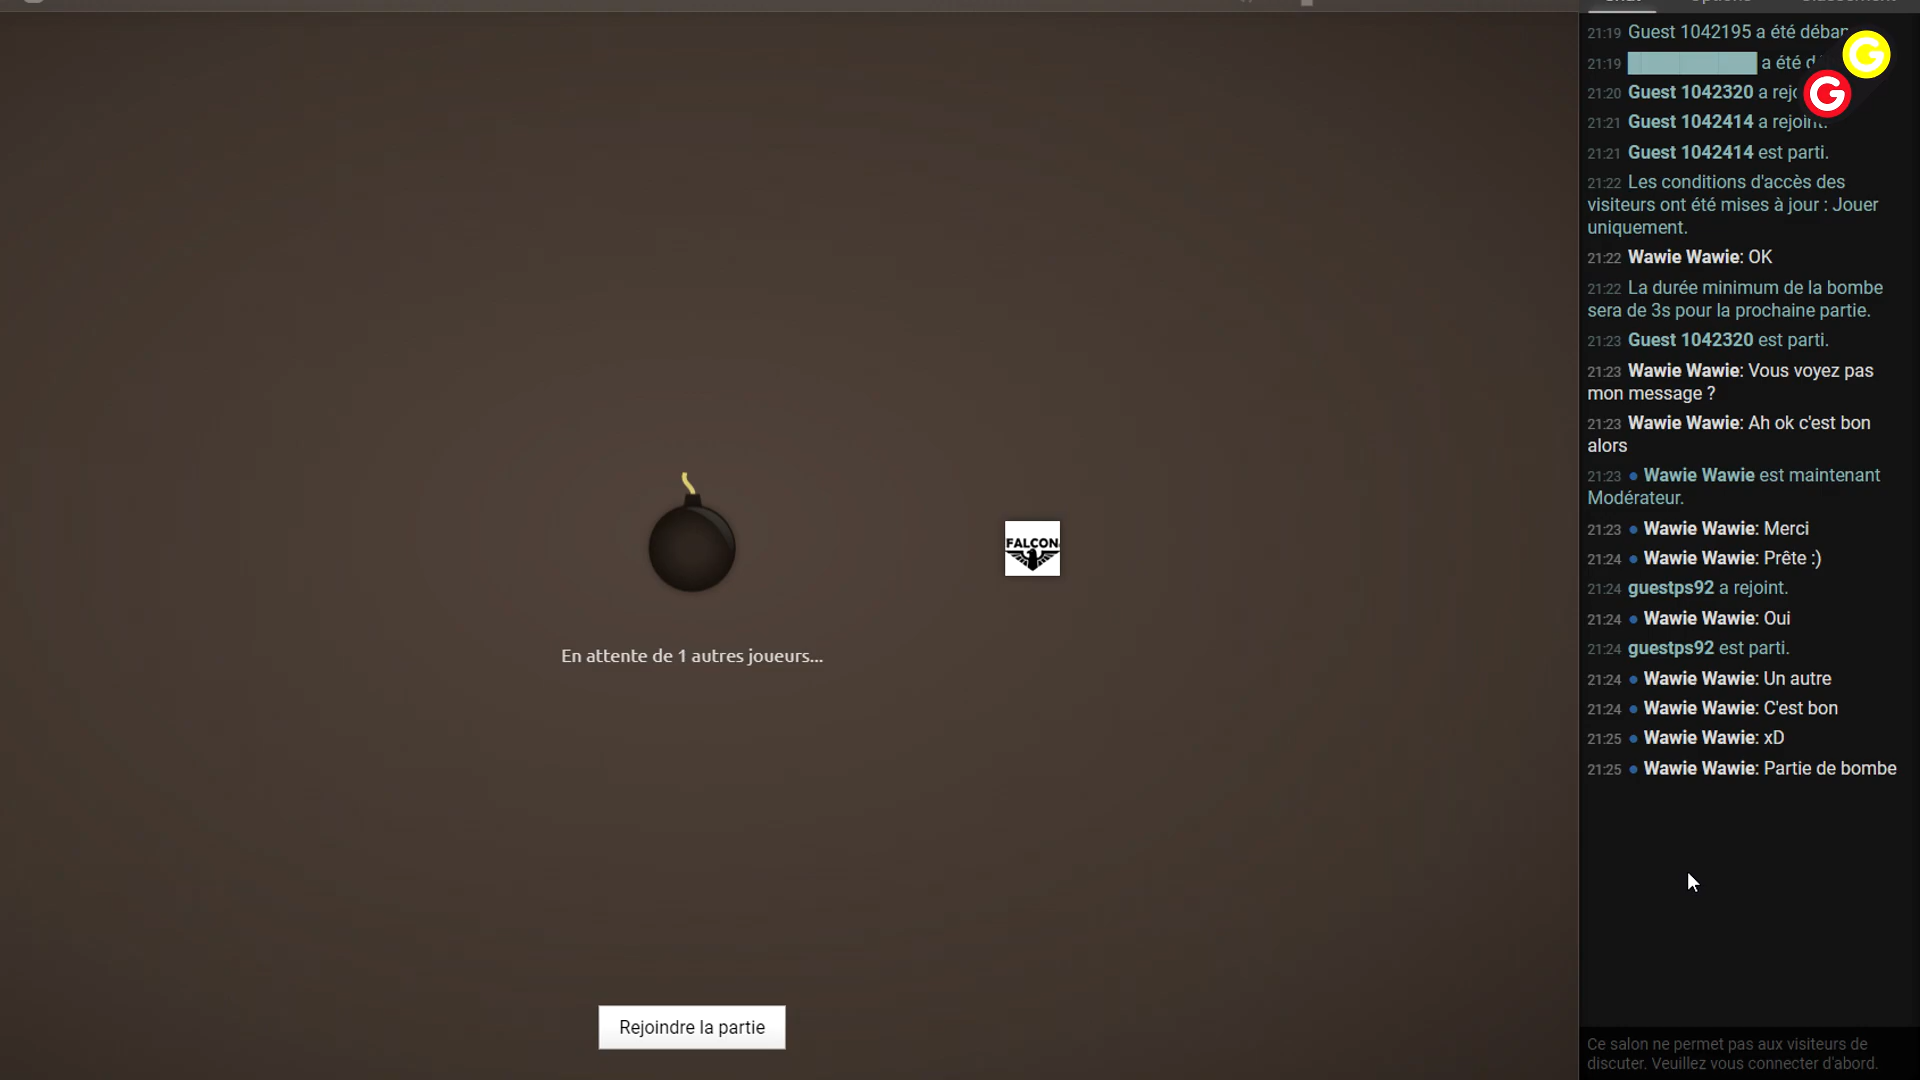 21:19 Guest 1042195 a été
21:19 a été
21:20 Guest 1042320 a
21:21 Guest 1042414 a rejoint.
21:21 Guest 1042414 est parti.
21:22 Les conditions d'accès des
visiteurs ont été mises à jour : Jouer
uniquement.
21:22 Wawie Wawie: OK
21:22 La durée minimum de la bombe
sera de 3s pour la prochaine partie.
21:23 Guest 1042320 est parti.
21:23 Wawie Wawie: Vous voyez pas
mon message ?
21:23 Wawie Wawie: Ah ok c'est bon
alors
21:23 Wawie Wawie est maintenant
Modérateur.
21:23 Wawie Wawie: Merci
21:24 Wawie Wawie: Prête :)
21:24 guestps92 a rejoint.
21:24 Wawie Wawie: Oui
21:24 guestps92 est parti.
21:24 Wawie Wawie: Un autre
21:24 Wawie Wawie: C'est bon
21:25 Wawie Wawie: xD
21:25 Wawie Wawie: Partie de bombe
G
G
FALCON
En attente de 1 autres joueurs...
Rejoindre la partie
Ce salon ne permet pas aux visiteurs de
discuter. Veuillez vous connecter d'abord.